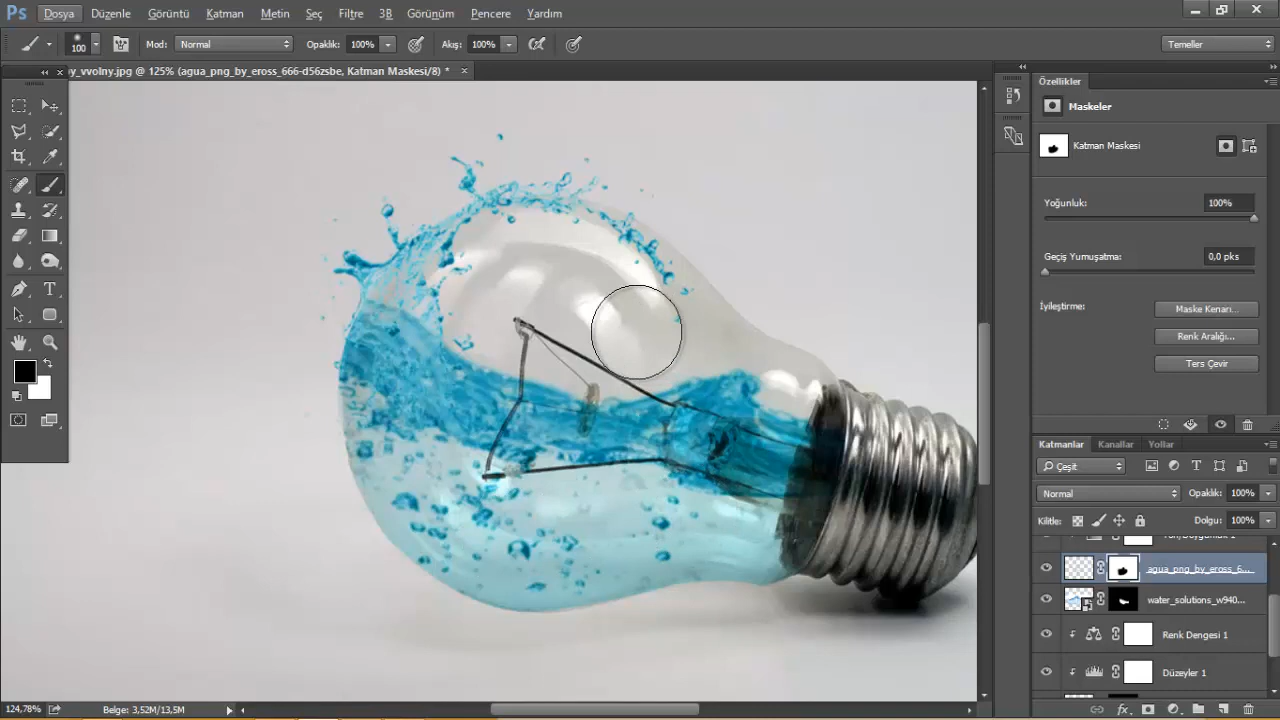 Ps Dosya Düzenle Görüntü Katman Metin Seç Filtre 3B Görünüm Pencere Yardım
100 Mod: Normal Opaklık: 100% Akış: 100% Temeller
by_vvolny.jpg @ 125% (agua_png_by_eross_666-d56zsbe, Katman Maskesi/8) *
Özellikler
Maskeler
Katman Maskesi
Yoğunluk: 100%
Geçiş Yumuşatma: 0,0 pks
İyileştirme: Maske Kenarı...
Renk Aralığı...
Ters Çevir
Katmanlar Kanallar Yollar
Çeşit
Normal Opaklık: 100%
Kilitle: Dolgu: 100%
agua_png_by_eross_6...
water_solutions_w940...
Renk Dengesi 1
Düzeyler 1
124,78% Belge: 3,52M/13,5M